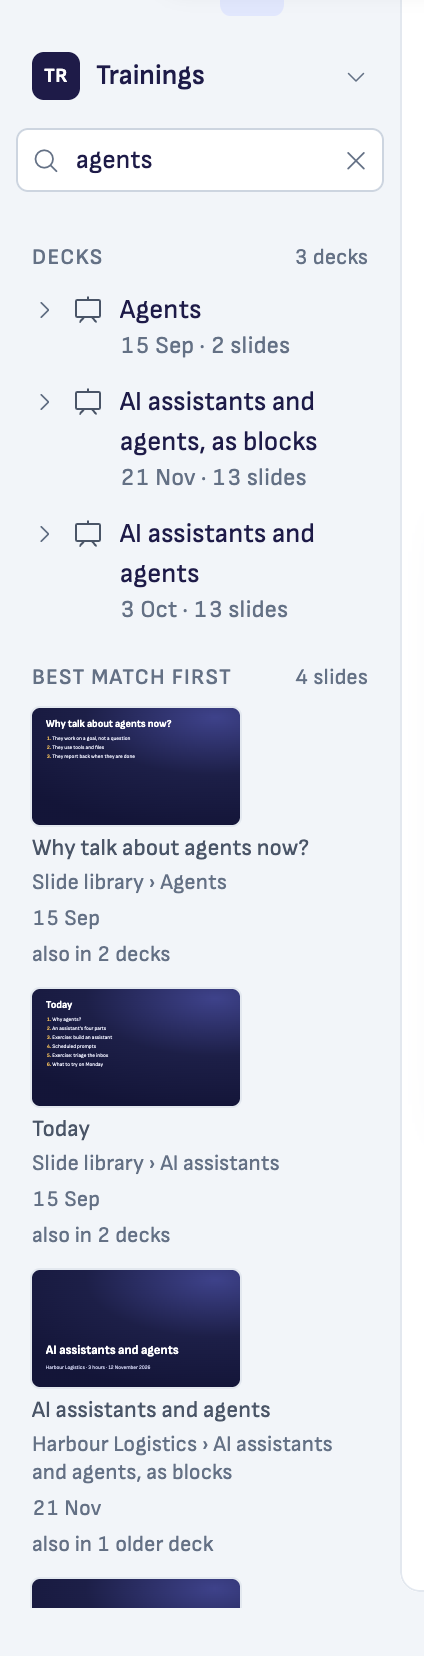 TR Trainings
agents
DECKS 3 decks
Agents
15 Sep · 2 slides
AI assistants and
agents, as blocks
21 Nov · 13 slides
AI assistants and
agents
3 Oct · 13 slides
BEST MATCH FIRST 4 slides
Why talk about agents now?
1. They work on a goal, not a question
2. They use tools and files
3. They report back when they are done
Why talk about agents now?
Slide library › Agents
15 Sep
also in 2 decks
Today
1. Why agents?
2. An assistant's four parts
3. Exercise: build an assistant
4. Scheduled prompts
5. Exercise: triage the inbox
6. What to try on Monday
Today
Slide library › AI assistants
15 Sep
also in 2 decks
AI assistants and agents
Harbour Logistics · 3 hours · 12 November 2026
AI assistants and agents
Harbour Logistics › AI assistants
and agents, as blocks
21 Nov
also in 1 older deck